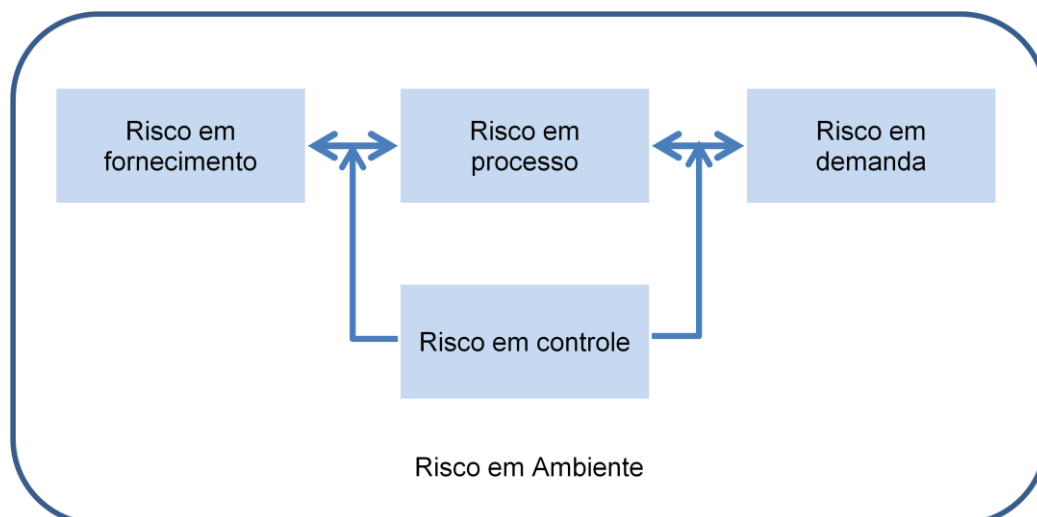 Risco em
fornecimento
Risco em
processo
Risco em
demanda
Risco em controle
Risco em Ambiente